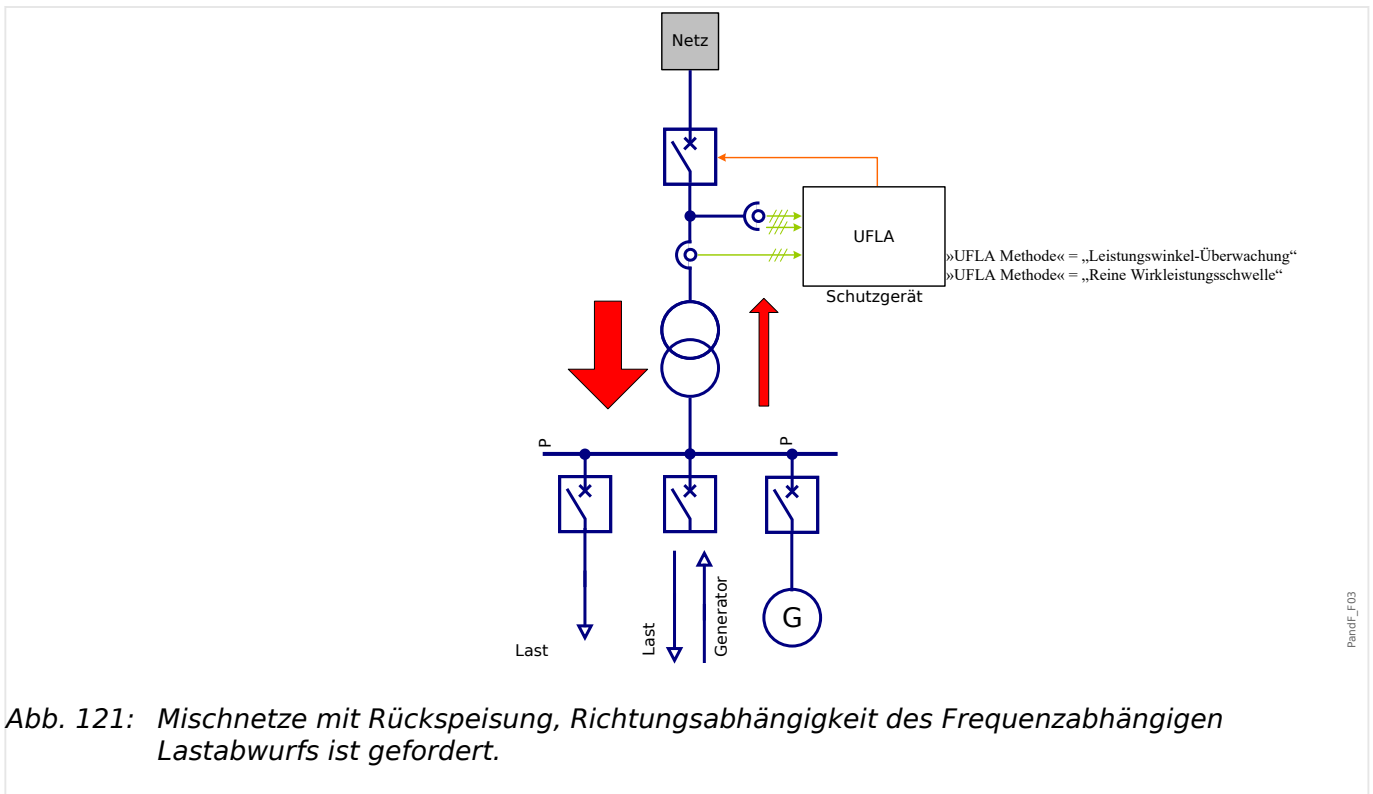 Netz
UFLA
»UFLA Methode« = „Leistungswinkel-Überwachung“
»UFLA Methode« = „Reine Wirkleistungsschwelle“
Schutzgerät
P
P
Last
Last
Generator
G
PandF_F03
Abb. 121: Mischnetze mit Rückspeisung, Richtungsabhängigkeit des Frequenzabhängigen
Lastabwurfs ist gefordert.